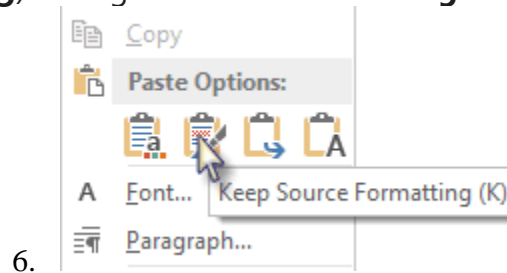 Copy
Paste Options:
Font...
Keep Source Formatting (K)
Paragraph...
6.